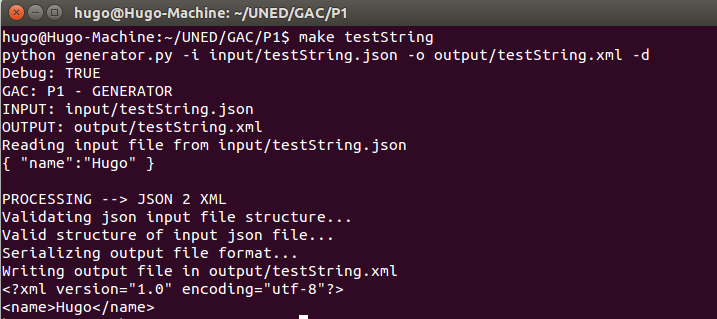 hugo@Hugo-Machine: ~/UNED/GAC/P1
hugo@Hugo-Machine:~/UNED/GAC/P1$ make testString
python generator.py -i input/testString.json -o output/testString.xml -d
Debug: TRUE
GAC: P1 - GENERATOR
INPUT: input/testString.json
OUTPUT: output/testString.xml
Reading input file from input/testString.json
{ "name":"Hugo" }
PROCESSING --> JSON 2 XML
Validating json input file structure...
Valid structure of input json file...
Serializing output file format...
Writing output file in output/testString.xml
<?xml version="1.0" encoding="utf-8"?>
<name>Hugo</name>